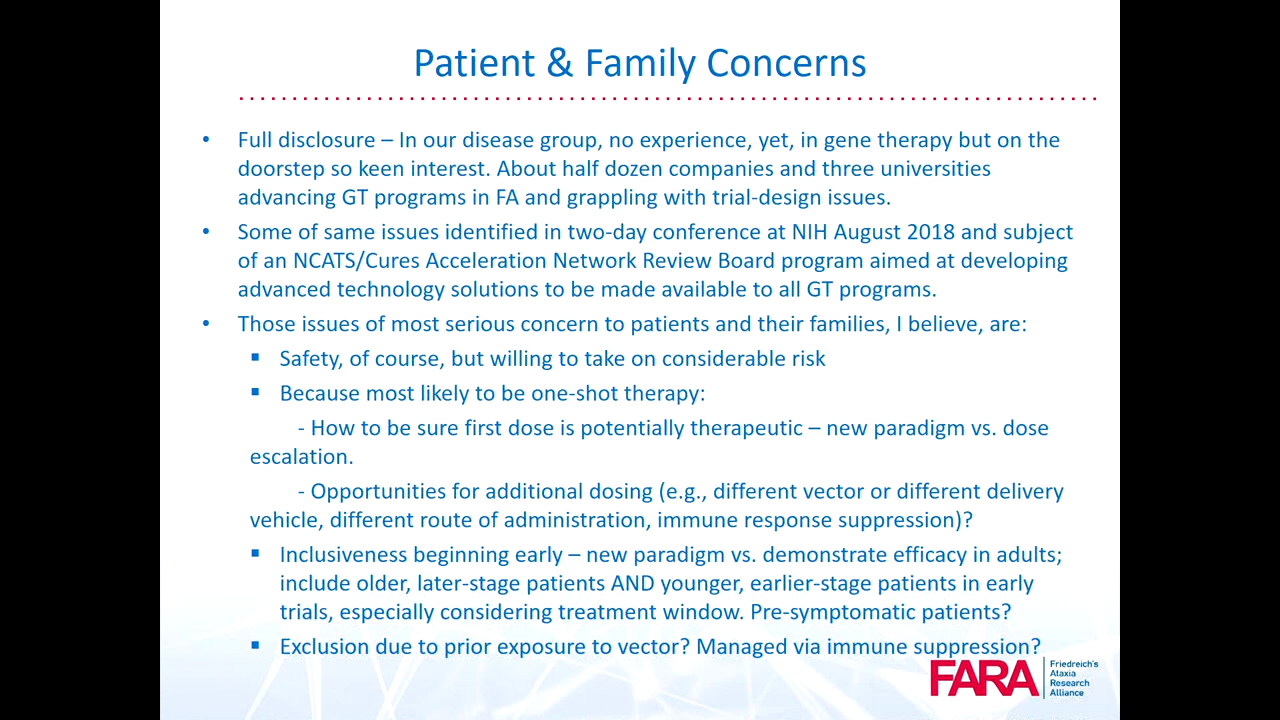 Patient & Family Concerns
• Full disclosure – In our disease group, no experience, yet, in gene therapy but on the
doorstep so keen interest. About half dozen companies and three universities
advancing GT programs in FA and grappling with trial-design issues.
• Some of same issues identified in two-day conference at NIH August 2018 and subject
of an NCATS/Cures Acceleration Network Review Board program aimed at developing
advanced technology solutions to be made available to all GT programs.
• Those issues of most serious concern to patients and their families, I believe, are:
▪ Safety, of course, but willing to take on considerable risk
▪ Because most likely to be one-shot therapy:
- How to be sure first dose is potentially therapeutic – new paradigm vs. dose
escalation.
- Opportunities for additional dosing (e.g., different vector or different delivery
vehicle, different route of administration, immune response suppression)?
▪ Inclusiveness beginning early – new paradigm vs. demonstrate efficacy in adults;
include older, later-stage patients AND younger, earlier-stage patients in early
trials, especially considering treatment window. Pre-symptomatic patients?
▪ Exclusion due to prior exposure to vector? Managed via immune suppression?
FARA
Friedreich's
Ataxia
Research
Alliance